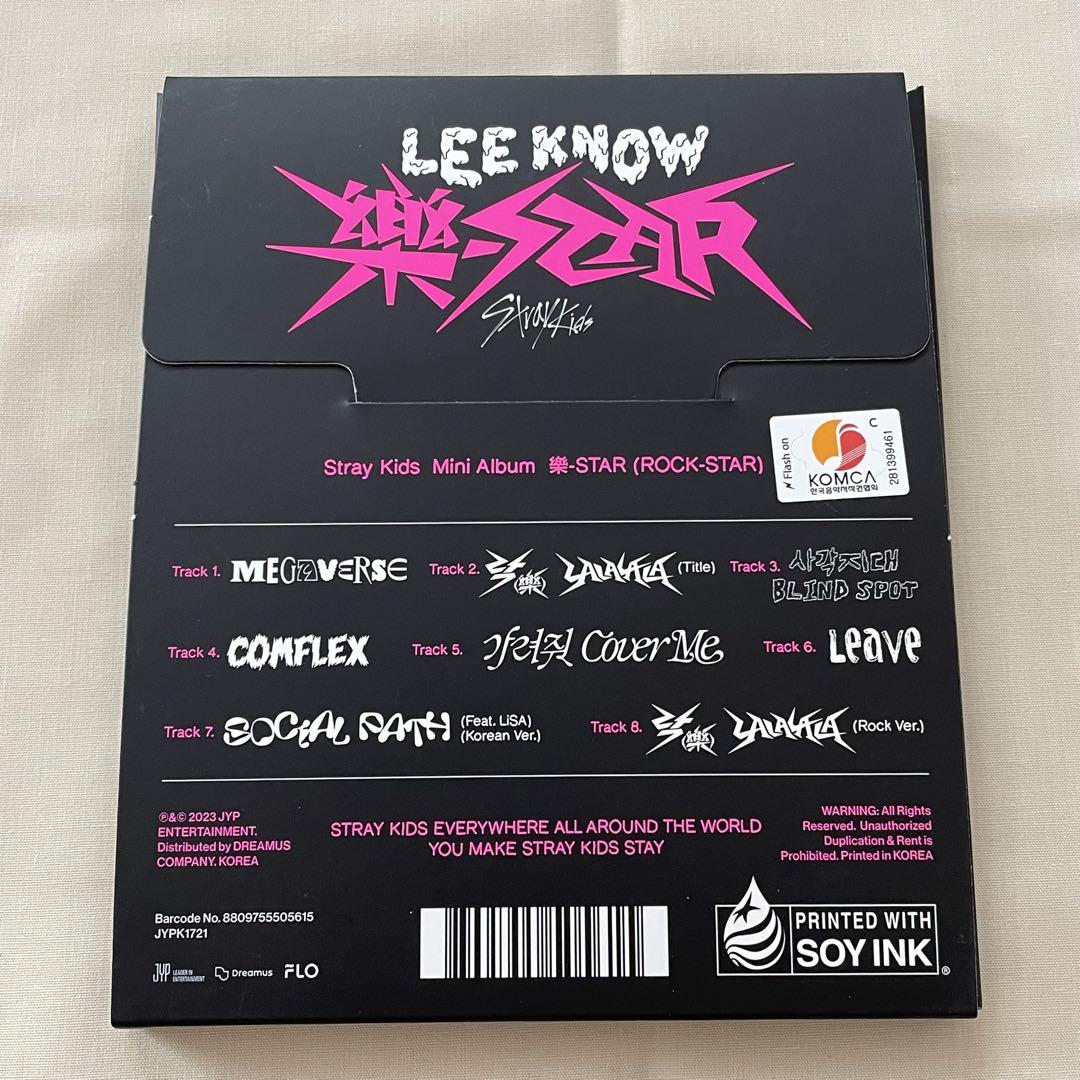 LEE KNOW
樂-STAR
Stray Kids
Stray Kids Mini Album 樂-STAR (ROCK-STAR)
Flash on
KOMCA
한국음악저작권협회
C
281399461
Track 1. MEGAVERSE
Track 2. 락 (樂) LALALALA (Title)
Track 3. 사각지대
BLIND SPOT
Track 4. COMFLEX
Track 5. 가려줘 Cover Me
Track 6. Leave
Track 7. SOCIAL PATH (Feat. LiSA)
(Korean Ver.)
Track 8. 락 (樂) LALALALA (Rock Ver.)
℗&© 2023 JYP
ENTERTAINMENT.
Distributed by DREAMUS
COMPANY. KOREA
STRAY KIDS EVERYWHERE ALL AROUND THE WORLD
YOU MAKE STRAY KIDS STAY
WARNING: All Rights
Reserved. Unauthorized
Duplication & Rent is
Prohibited. Printed in KOREA
Barcode No. 8809755505615
JYPK1721
JYP LEADER IN
ENTERTAINMENT
Dreamus
FLO
PRINTED WITH
SOY INK®